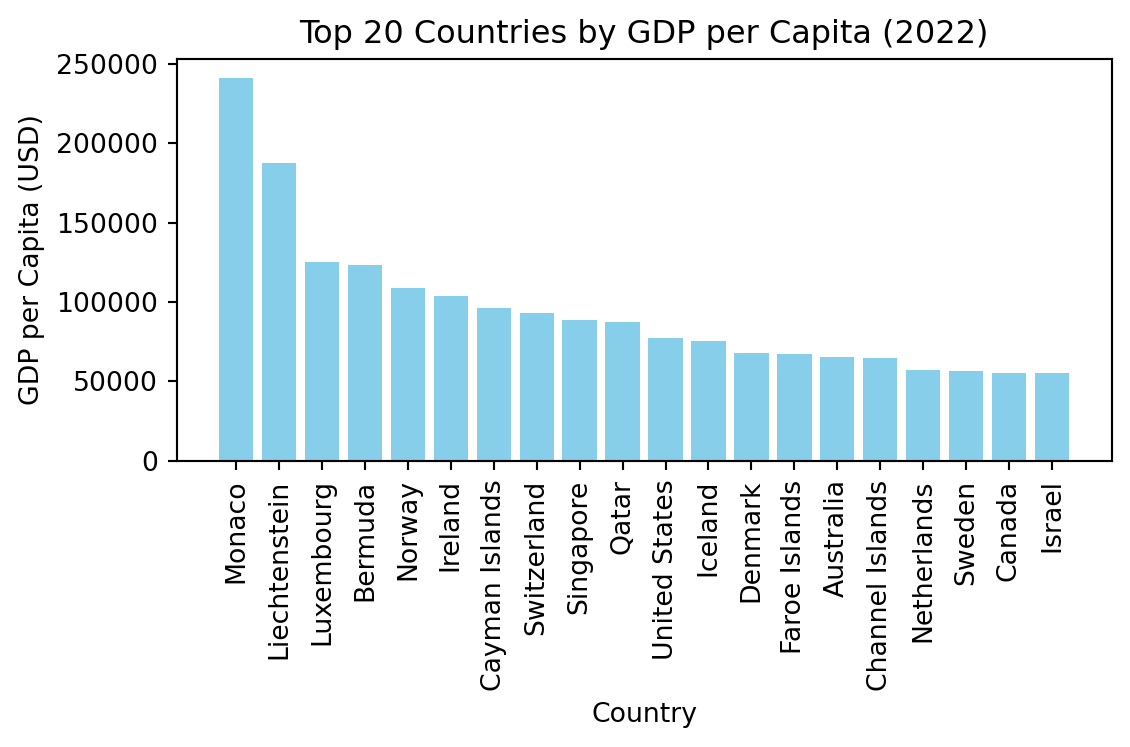 Top 20 Countries by GDP per Capita (2022)
GDP per Capita (USD)
250000
200000
150000
100000
50000
0
Monaco
Liechtenstein
Luxembourg
Bermuda
Norway
Ireland
Cayman Islands
Switzerland
Singapore
Qatar
United States
Iceland
Denmark
Faroe Islands
Australia
Channel Islands
Netherlands
Sweden
Canada
Israel
Country